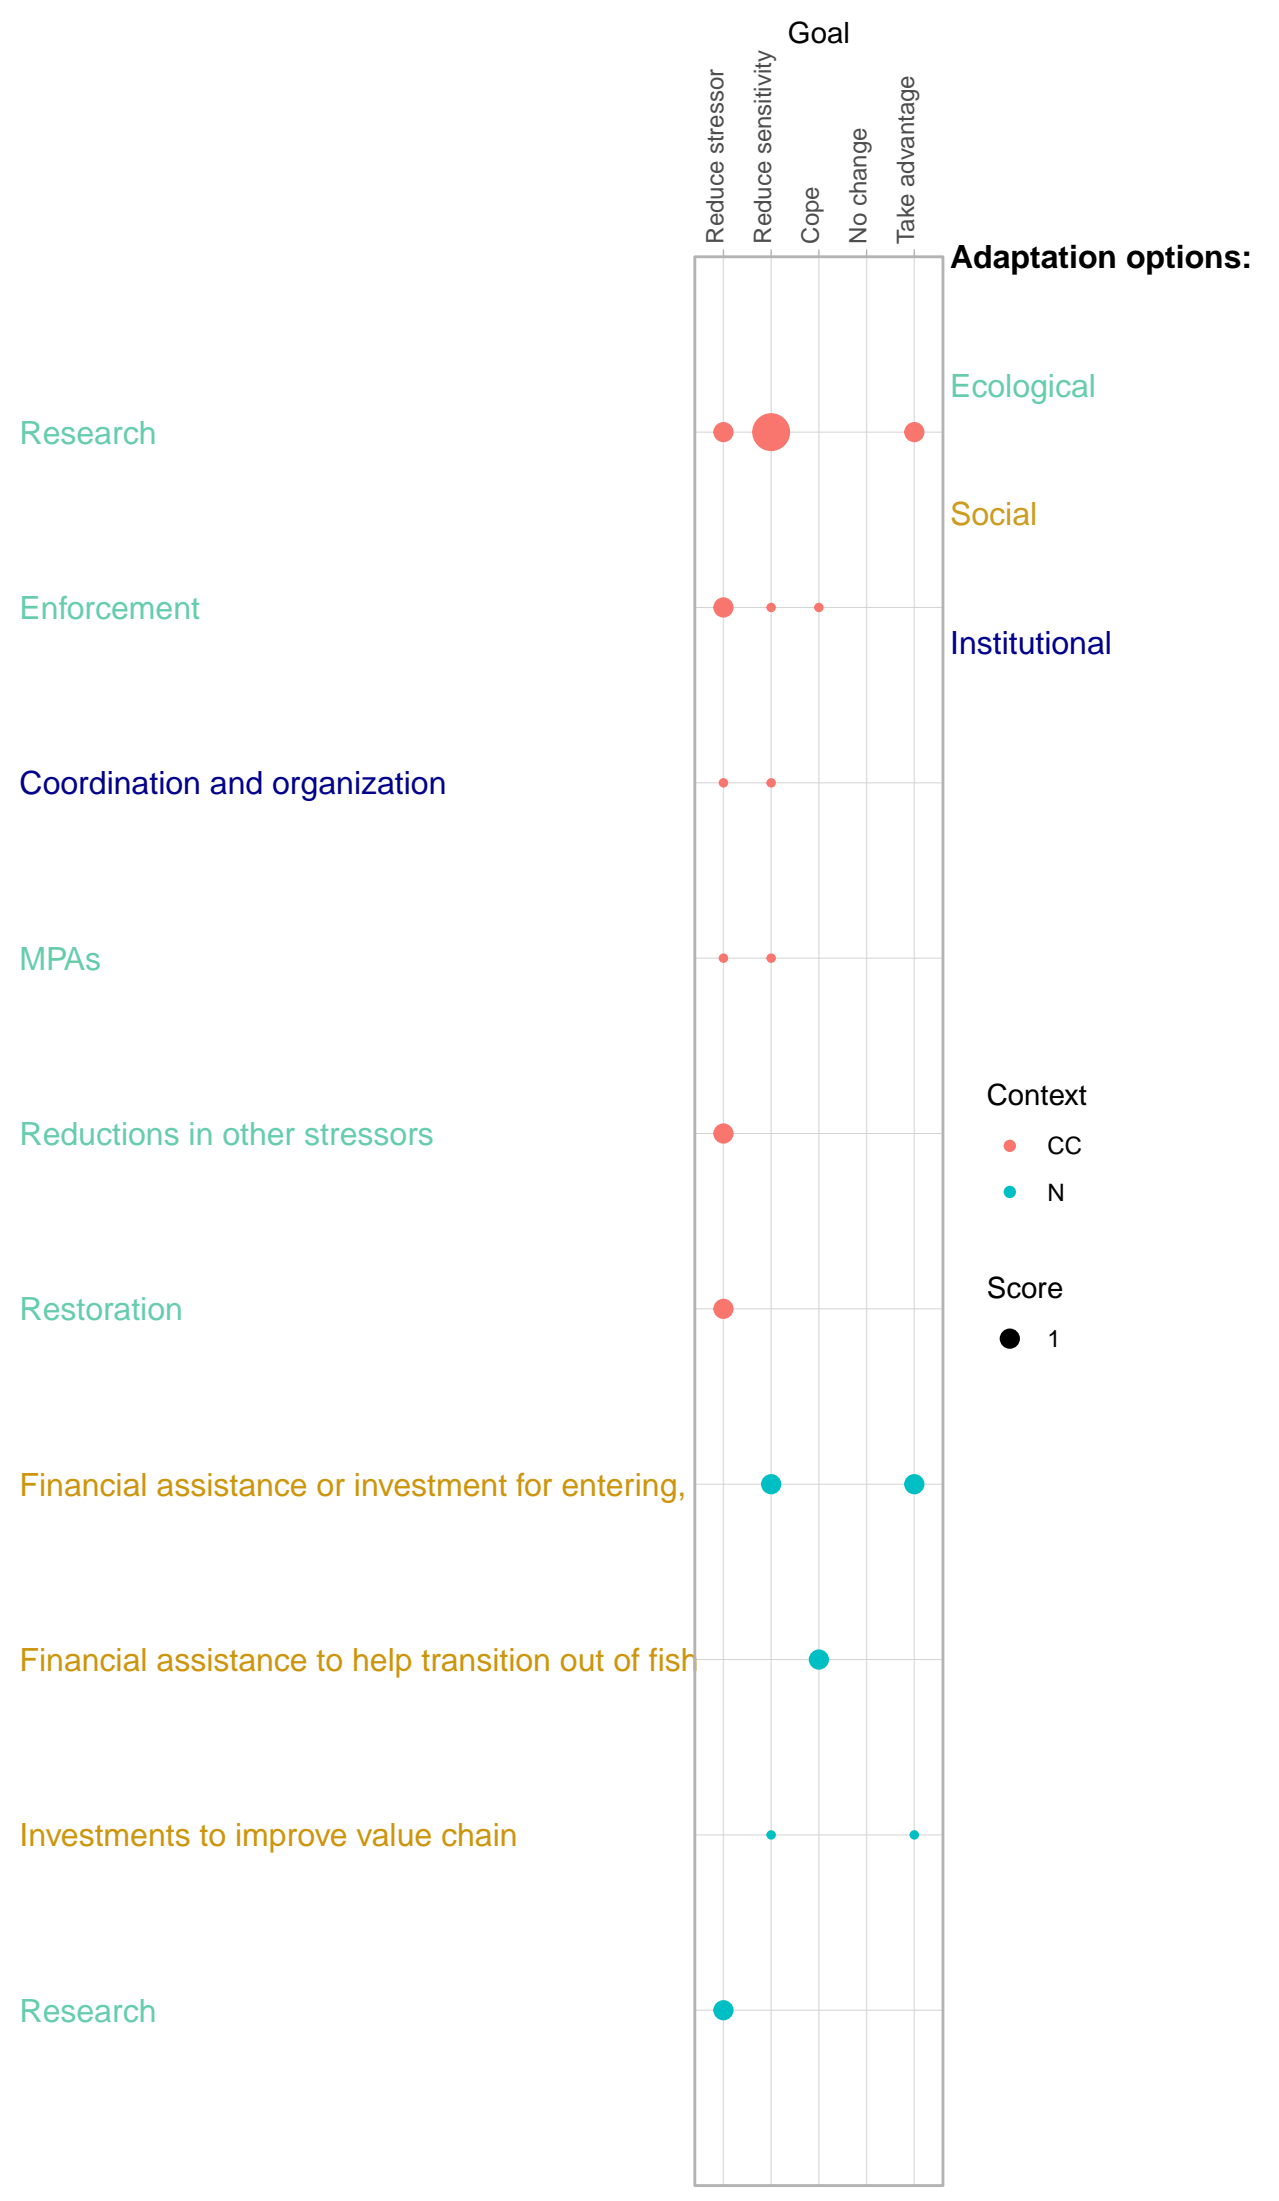 Goal
Reduce stressor
Reduce sensitivity
Cope
No change
Take advantage
Adaptation options:
Ecological
Research
Social
Enforcement
Institutional
Coordination and organization
MPAs
Context
Reductions in other stressors
CC
N
Score
Restoration
1
Financial assistance or investment for entering,
Financial assistance to help transition out of fish
Investments to improve value chain
Research